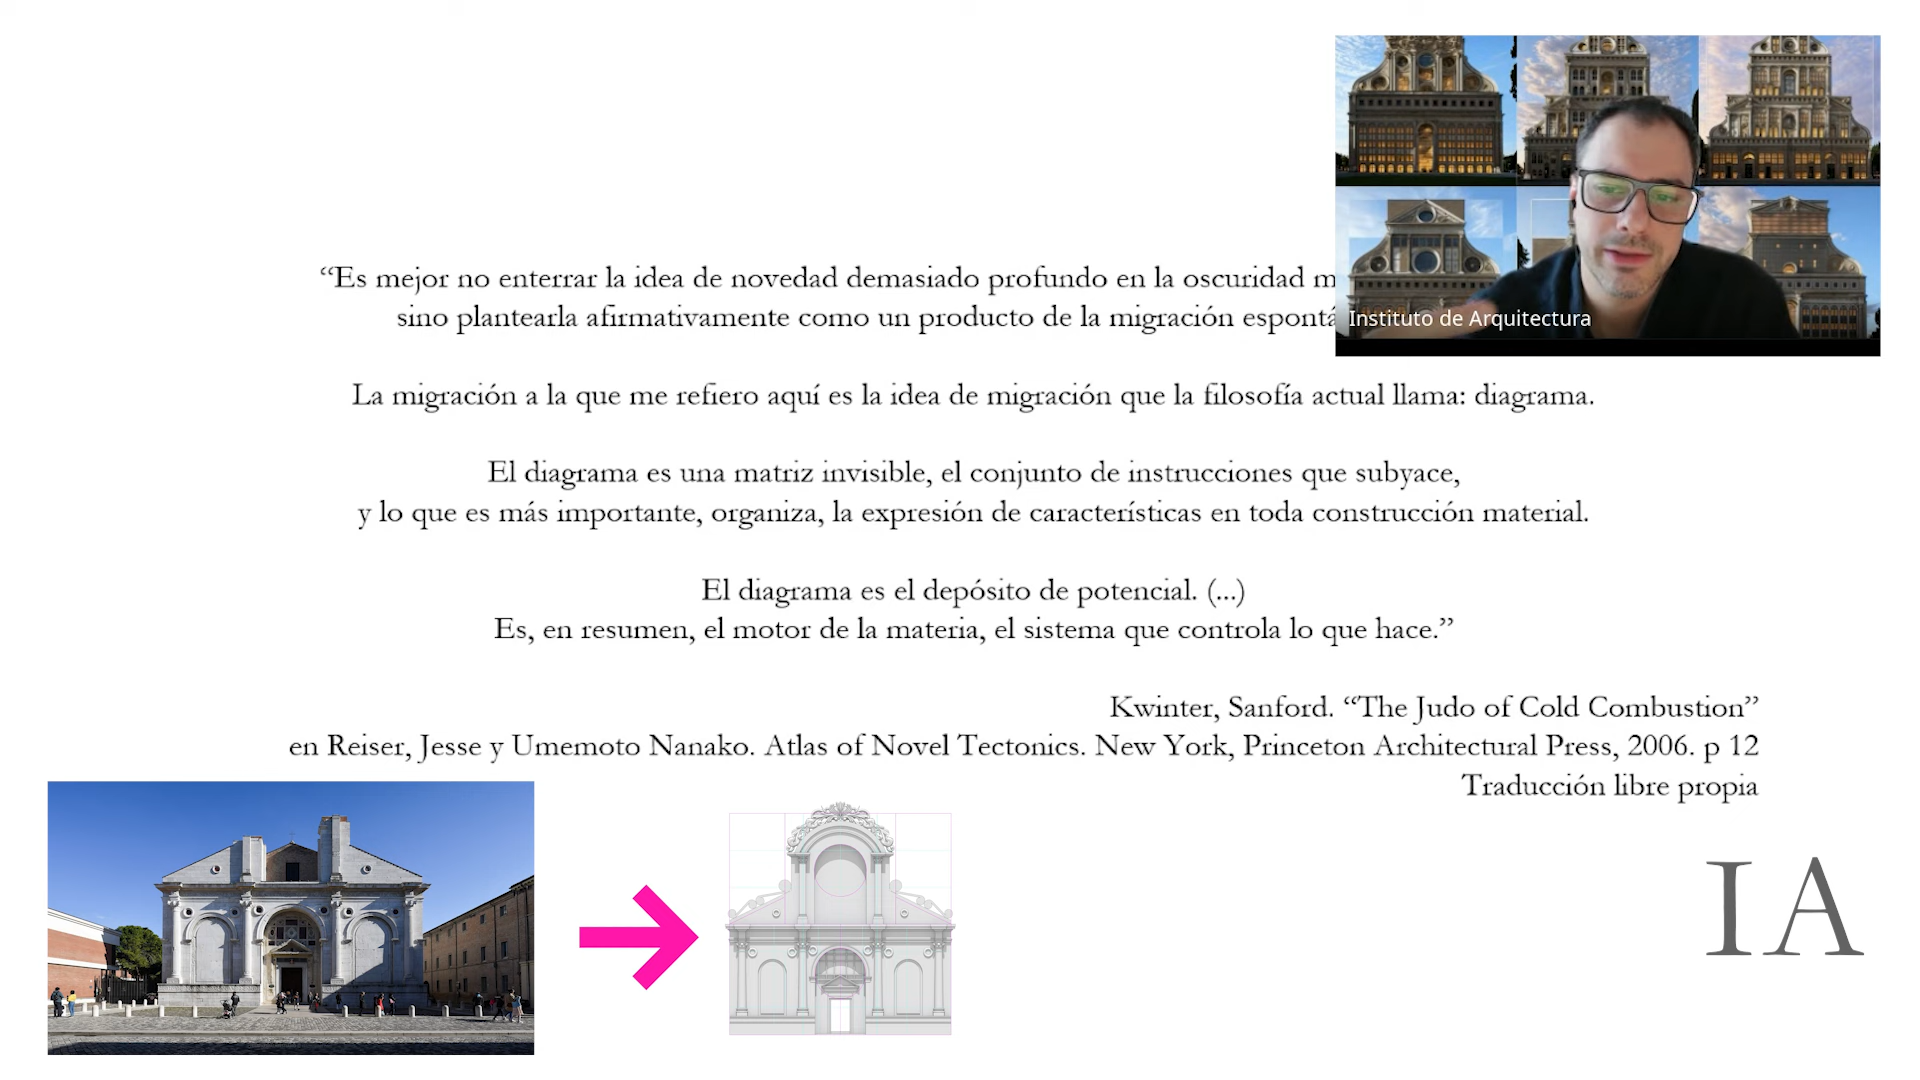 “Es mejor no enterrar la idea de novedad demasiado profundo en la oscuridad
sino plantearla afirmativamente como un producto de la migración
Instituto de Arquitectura
La migración a la que me refiero aquí es la idea de migración que la filosofía actual llama: diagrama.
El diagrama es una matriz invisible, el conjunto de instrucciones que subyace,
y lo que es más importante, organiza, la expresión de características en toda construcción material.
El diagrama es el depósito de potencial. (...)
Es, en resumen, el motor de la materia, el sistema que controla lo que hace.”
Kwinter, Sanford. “The Judo of Cold Combustion”
en Reiser, Jesse y Umemoto Nanako. Atlas of Novel Tectonics. New York, Princeton Architectural Press, 2006. p 12
Traducción libre propia
IA